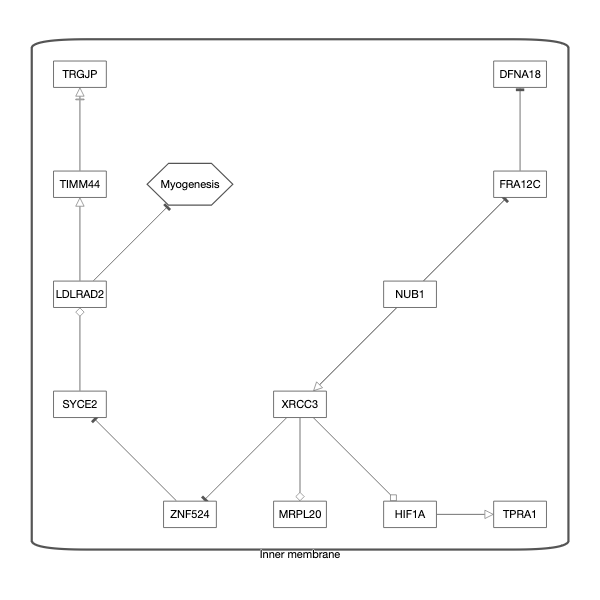 TRGJP
DFNA18
TIMM44
Myogenesis
FRA12C
LDLRAD2
NUB1
SYCE2
XRCC3
ZNF524
MRPL20
HIF1A
TPRA1
Inner membrane